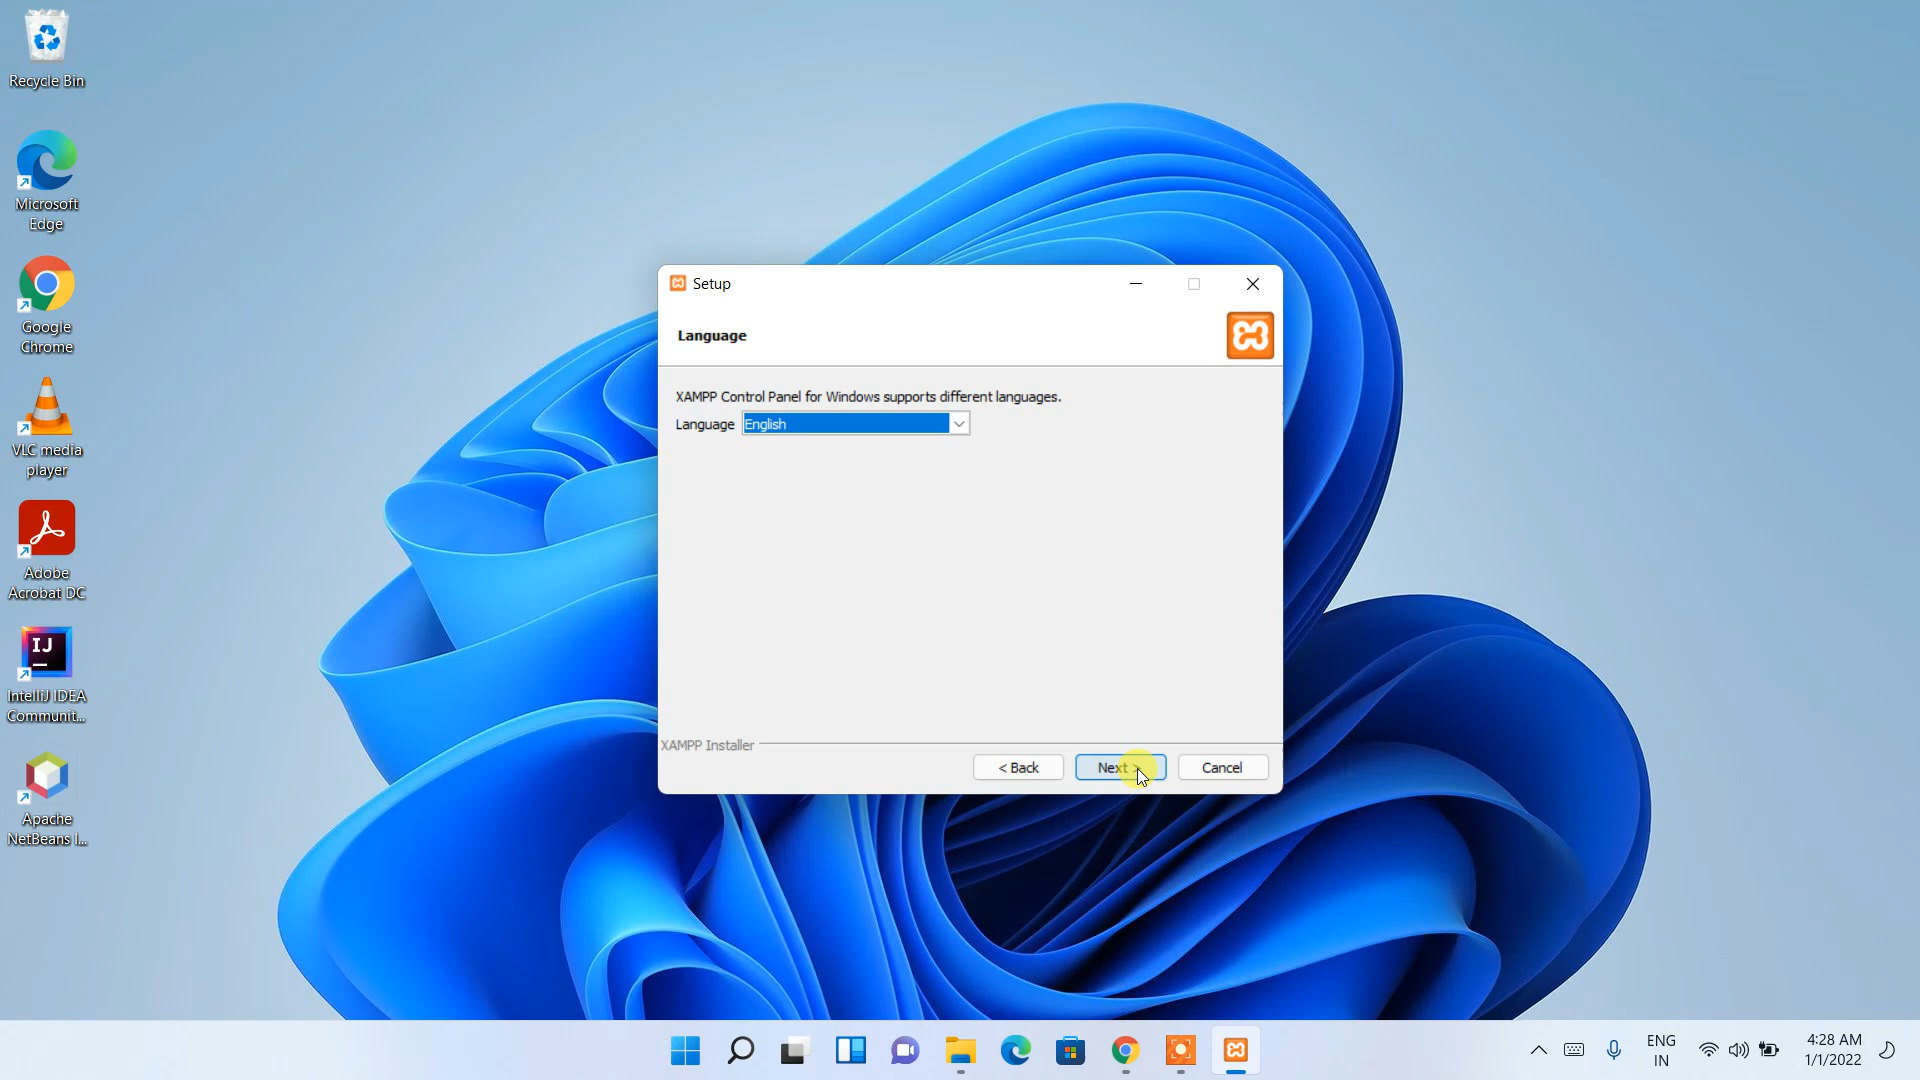 Recycle Bin
Microsoft
Edge
Google
Chrome
VLC media
player
Adobe
Acrobat DC
IJ
IntelliJ IDEA
Communit...
Apache
NetBeans I...
Setup
Language
XAMPP Control Panel for Windows supports different languages.
Language English
XAMPP Installer
< Back Next > Cancel
ENG
IN
4:28 AM
1/1/2022